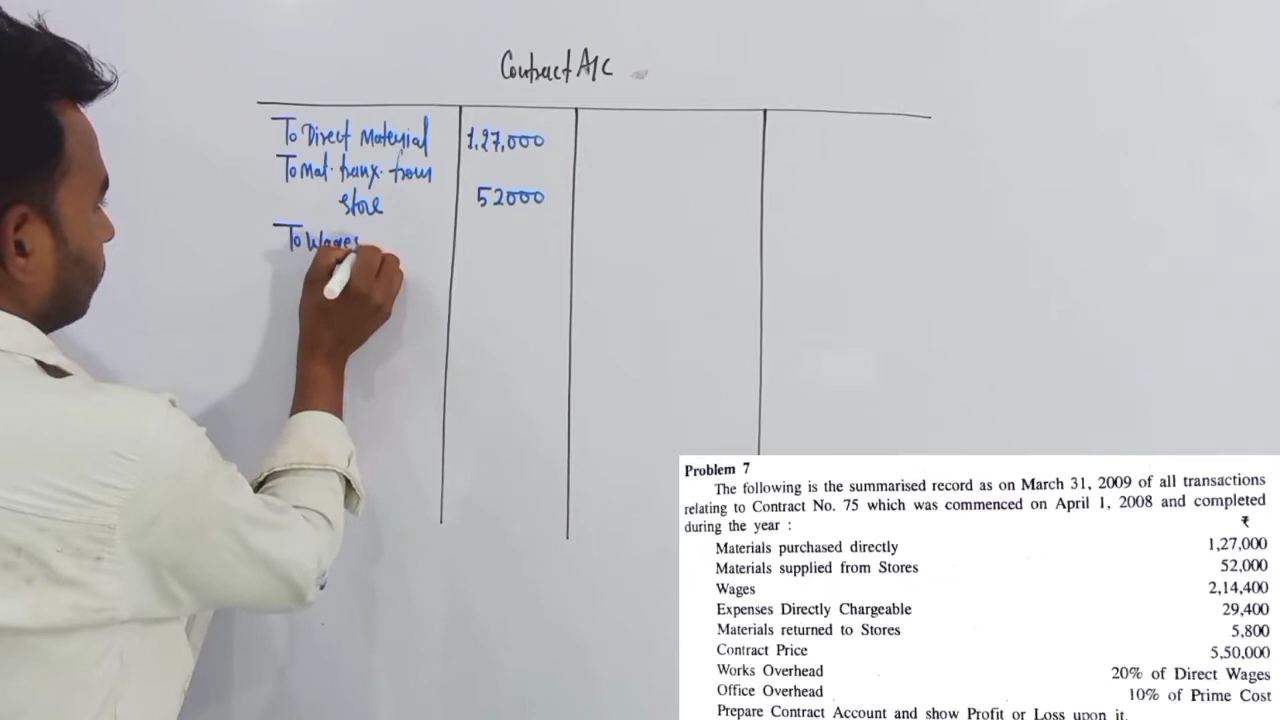 Contract A/C
To Direct Material 1,27,000
To Mat. tranx. from
store 52000
To Wages
Problem 7
The following is the summarised record as on March 31, 2009 of all transactions
relating to Contract No. 75 which was commenced on April 1, 2008 and completed
during the year :
₹
Materials purchased directly 1,27,000
Materials supplied from Stores 52,000
Wages 2,14,400
Expenses Directly Chargeable 29,400
Materials returned to Stores 5,800
Contract Price 5,50,000
Works Overhead 20% of Direct Wages
Office Overhead 10% of Prime Cost
Prepare Contract Account and show Profit or Loss upon it.